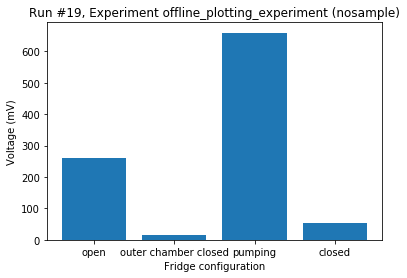 Run #19, Experiment offline_plotting_experiment (nosample)
Voltage (mV)
600
500
400
300
200
100
0
open outer chamber closed pumping closed
Fridge configuration